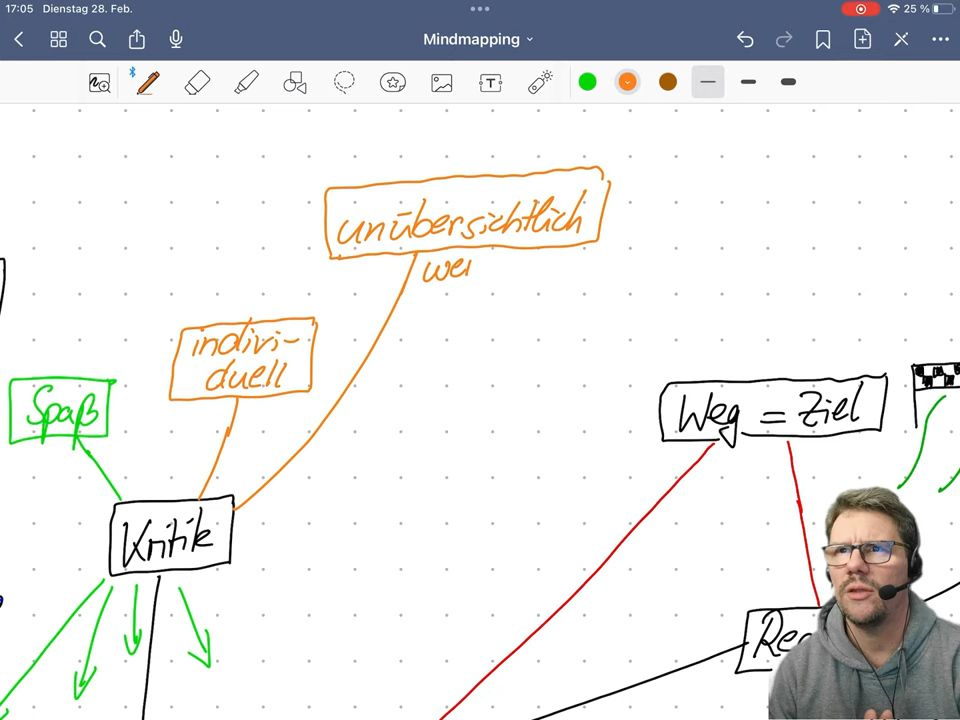 17:05 Dienstag 28. Feb.
25 %
Mindmapping
unübersichtlich
wei
indivi-
duell
Spaß
Weg = Ziel
Kritik